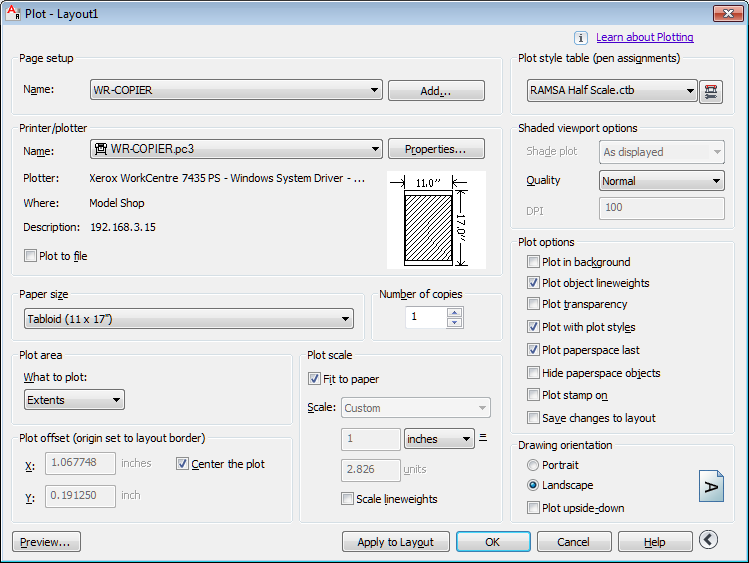 Plot - Layout1
Learn about Plotting
Page setup
Name: WR-COPIER Add...
Plot style table (pen assignments)
RAMSA Half Scale.ctb
Printer/plotter
Name: WR-COPIER.pc3 Properties...
Plotter: Xerox WorkCentre 7435 PS - Windows System Driver - ...
Where: Model Shop
Description: 192.168.3.15
Plot to file
11.0''
17.0''
Shaded viewport options
Shade plot As displayed
Quality Normal
DPI 100
Paper size
Tabloid (11 x 17")
Number of copies
1
Plot options
Plot in background
Plot object lineweights
Plot transparency
Plot with plot styles
Plot paperspace last
Hide paperspace objects
Plot stamp on
Save changes to layout
Plot area
What to plot:
Extents
Plot scale
Fit to paper
Scale: Custom
1 inches =
2.826 units
Scale lineweights
Plot offset (origin set to layout border)
X: 1.067748 inches Center the plot
Y: 0.191250 inch
Drawing orientation
Portrait
Landscape
Plot upside-down
A
Preview... Apply to Layout OK Cancel Help